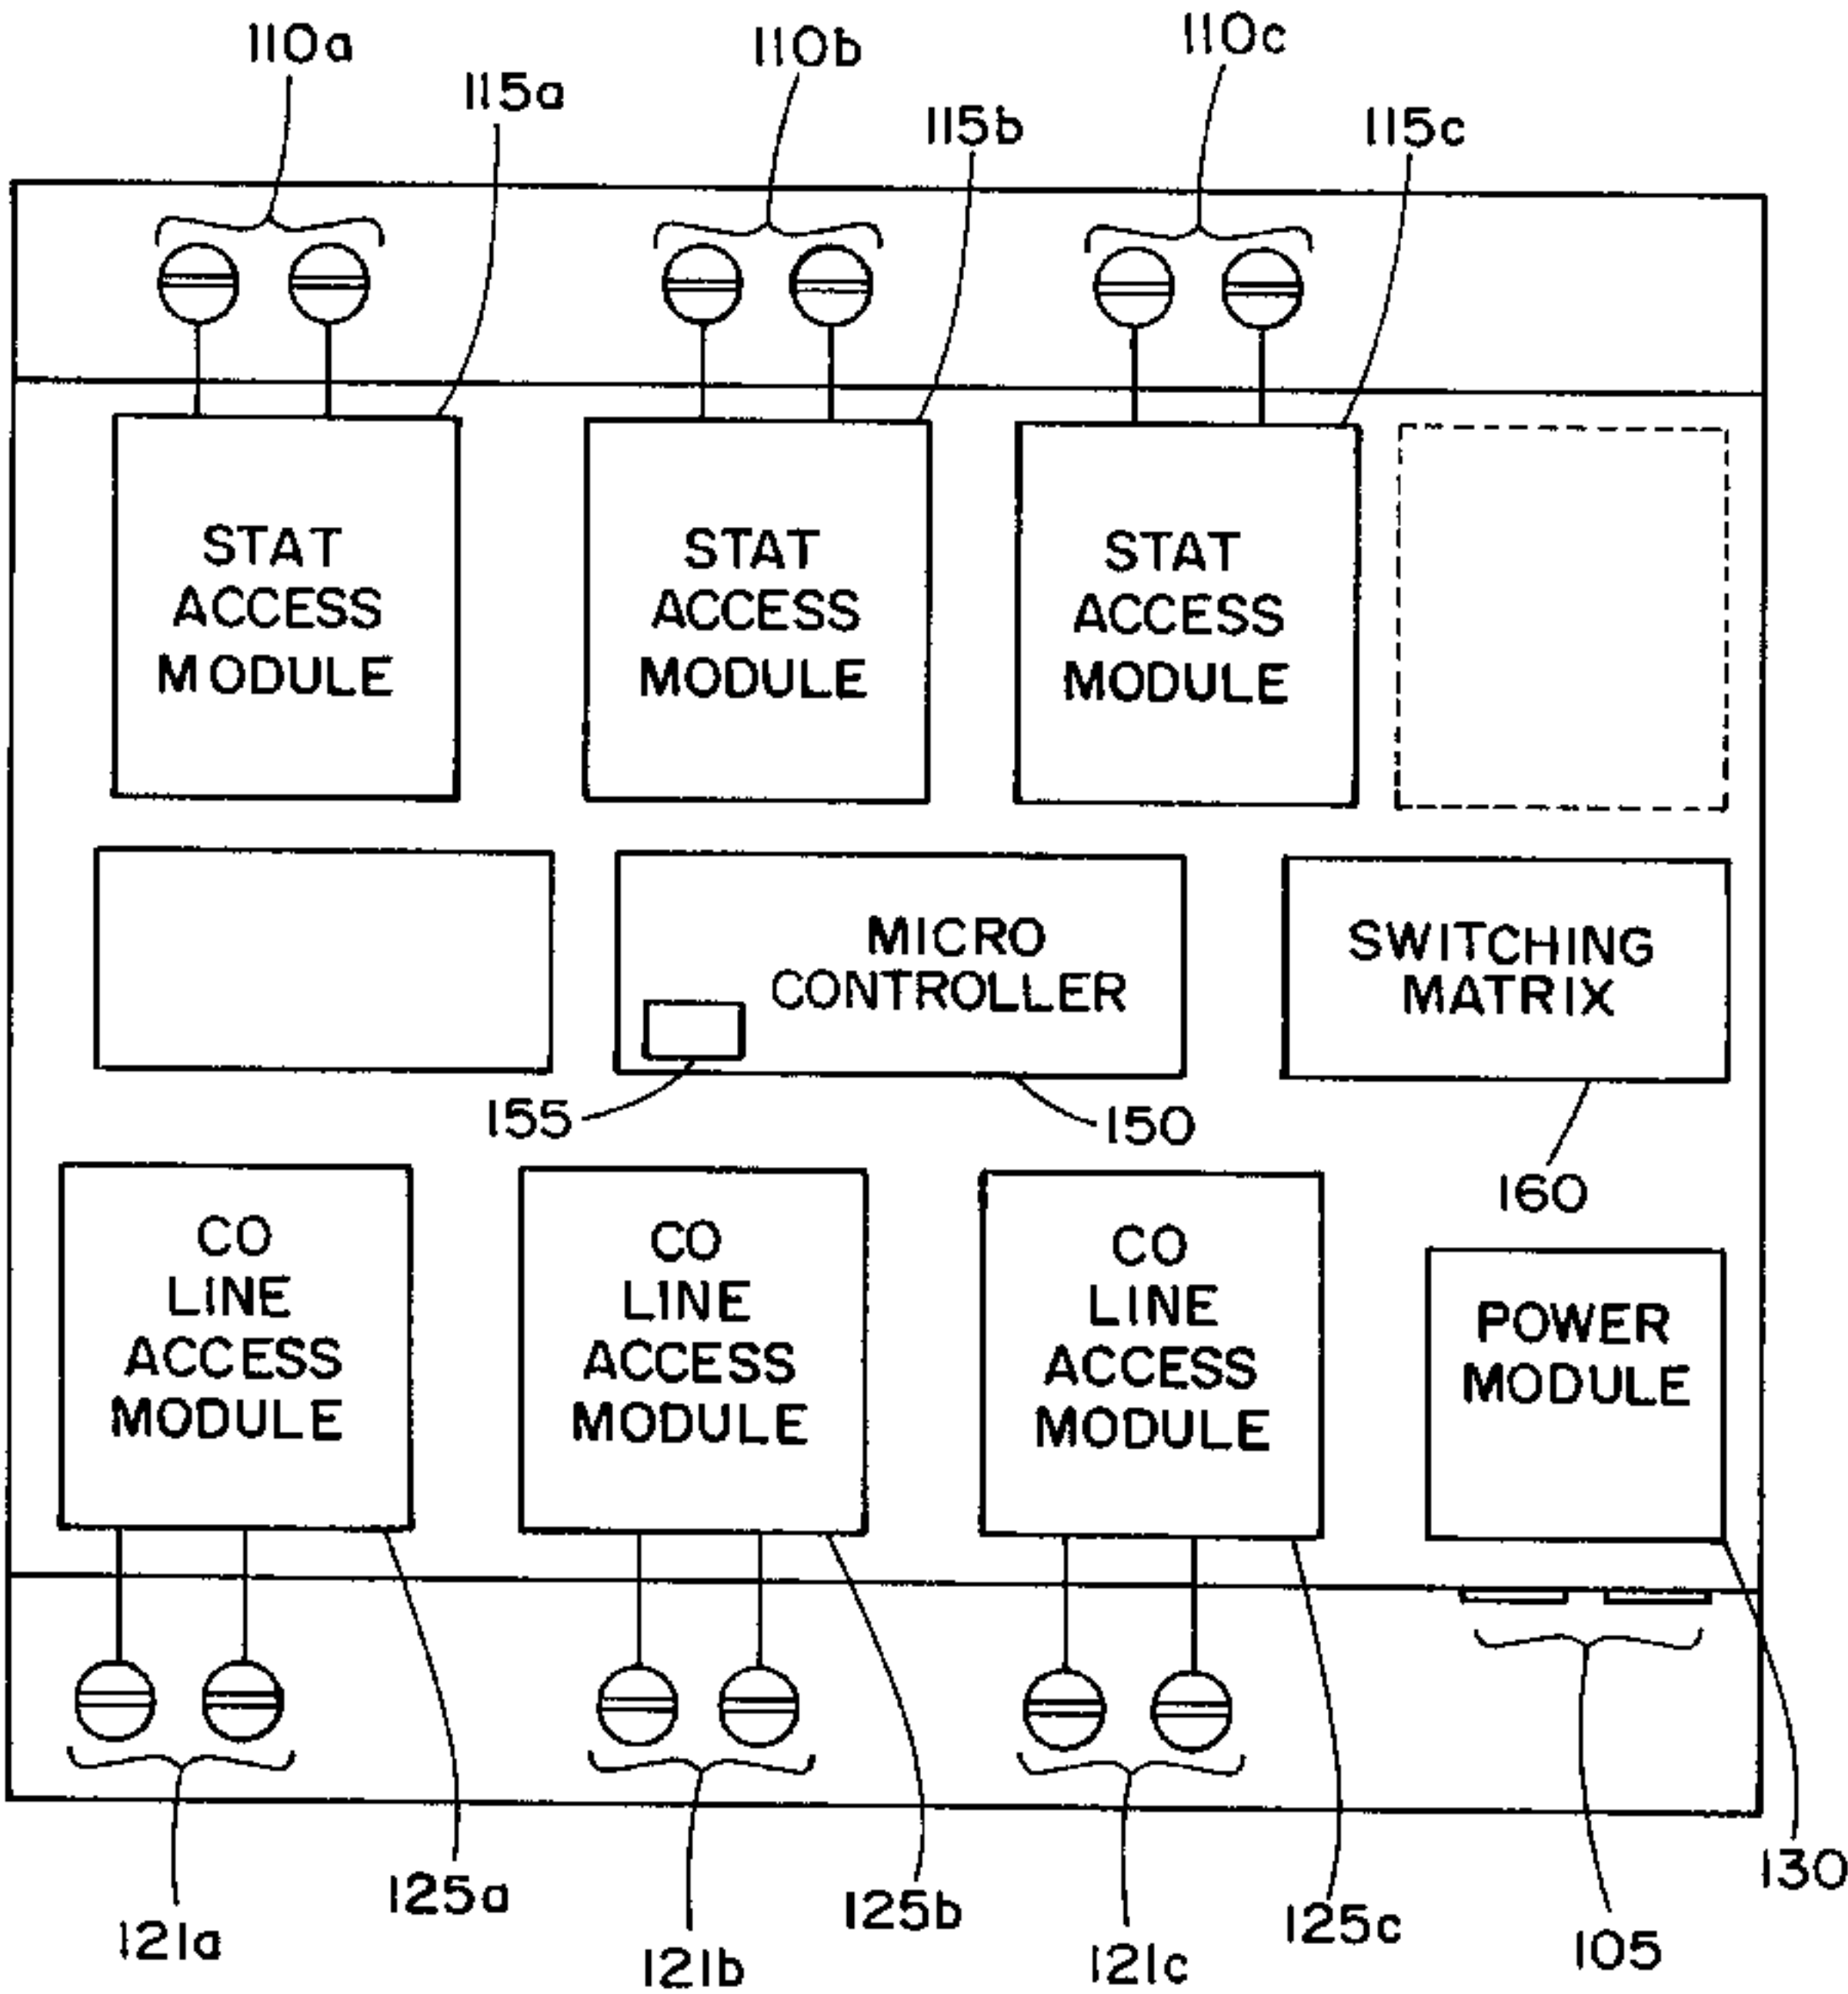 110a
110b
110c
115a
115b
115c
STAT
ACCESS
MODULE
STAT
ACCESS
MODULE
STAT
ACCESS
MODULE
MICRO
CONTROLLER
SWITCHING
MATRIX
155
150
160
CO
LINE
ACCESS
MODULE
CO
LINE
ACCESS
MODULE
CO
LINE
ACCESS
MODULE
POWER
MODULE
130
125a
125b
125c
121a
121b
121c
105